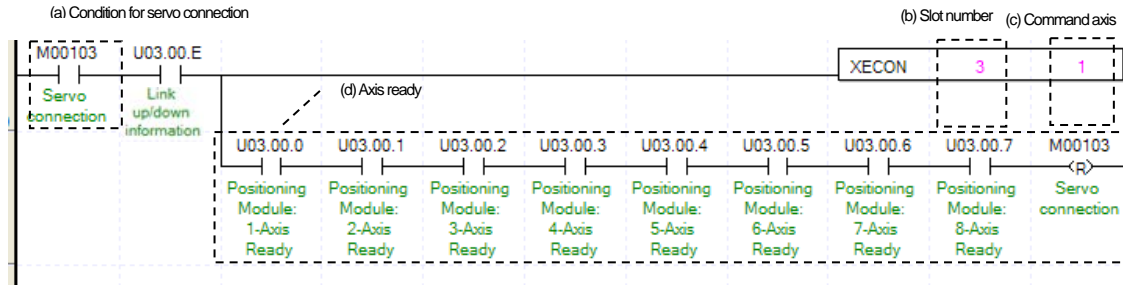 (a) Condition for servo connection
(b) Slot number
(c) Command axis
M00103 U03.00.E
XECON 3 1
Servo connection
Link up/down information
(d) Axis ready
U03.00.0 U03.00.1 U03.00.2 U03.00.3 U03.00.4 U03.00.5 U03.00.6 U03.00.7 M00103
(R)
Positioning Positioning Positioning Positioning Positioning Positioning Positioning Positioning Servo
Module: Module: Module: Module: Module: Module: Module: Module: connection
1-Axis 2-Axis 3-Axis 4-Axis 5-Axis 6-Axis 7-Axis 8-Axis
Ready Ready Ready Ready Ready Ready Ready Ready